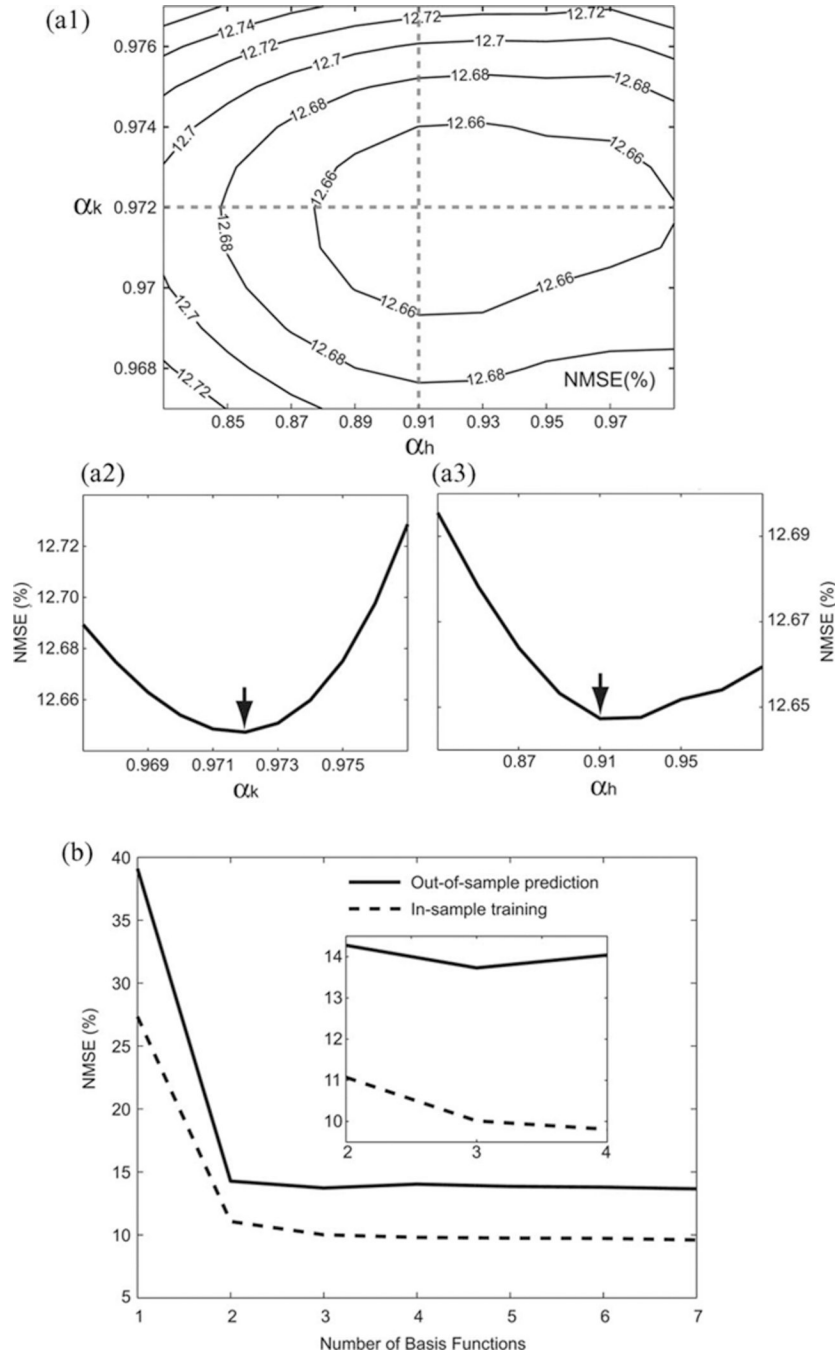 (a1)
0.976
0.974
αk 0.972
0.97
0.968
12.74
12.72
12.72
12.72
12.7
12.7
12.7
12.68
12.68
12.66
12.66
12.66
12.68
12.66
12.66
12.7
12.68
12.68
12.72
NMSE(%)
0.85 0.87 0.89 0.91 0.93 0.95 0.97
αh
(a2)
NMSE (%)
12.72
12.70
12.68
12.66
0.969 0.971 0.973 0.975
αk
(a3)
12.69
12.67
12.65
NMSE (%)
0.87 0.91 0.95
αh
(b)
NMSE (%)
40
35
30
25
20
15
10
5
Out-of-sample prediction
In-sample training
14
13
12
11
10
2 3 4
1 2 3 4 5 6 7
Number of Basis Functions